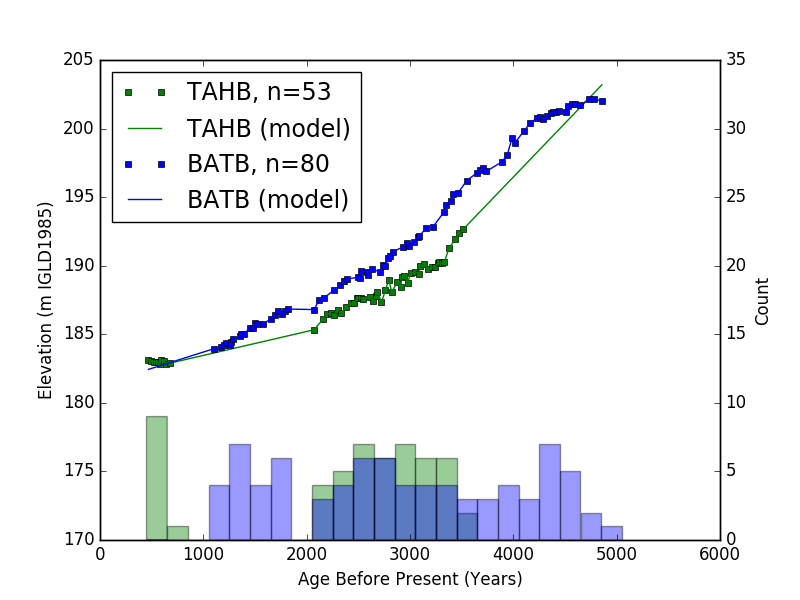 205
200
195
190
185
180
175
170
Elevation (m IGLD1985)
TAHB, n=53
TAHB (model)
BATB, n=80
BATB (model)
35
30
25
20
15
10
5
0
Count
0 1000 2000 3000 4000 5000 6000
Age Before Present (Years)